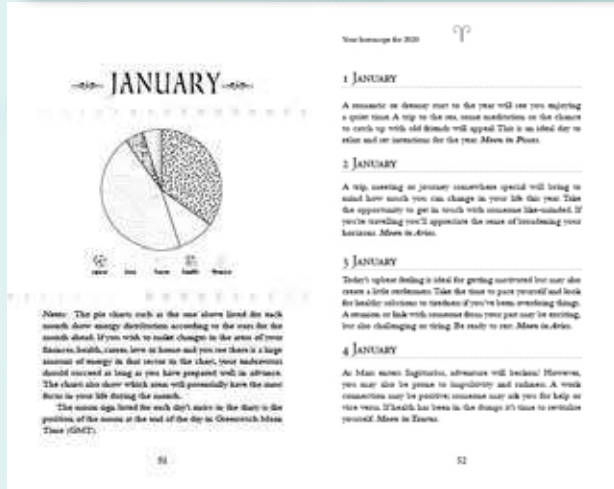 JANUARY
career love home health finance
Note: The pie charts such as the one above listed for each
month show energy distribution according to the stars for the
month ahead. If you wish to make changes in the areas of your
finances, health, career, love or home and you see there is a large
amount of energy in that sector in the chart, your endeavours
should succeed as long as you have prepared well in advance.
The charts also show which areas will potentially have the most
focus in your life during the month.
The moon sign listed for each day's entry in the diary is the
position of the moon at the end of the day in Greenwich Mean
Time (GMT).
51
Your horoscope for 2020
1 JANUARY
A romantic or dreamy start to the year will see you enjoying
a quiet time. A trip to the sea, some meditation or the chance
to catch up with old friends will appeal. This is an ideal day to
relax and set intentions for the year. Moon in Pisces.
2 JANUARY
A trip, meeting or journey somewhere special will bring to
mind how much you can change in your life this year. Take
the opportunity to get in touch with someone like-minded. If
you're travelling you'll appreciate the sense of broadening your
horizons. Moon in Aries.
3 JANUARY
Today's upbeat feeling is ideal for getting motivated but may also
create a little restlessness. Take the time to pace yourself and look
for healthy solutions to tiredness if you've been overdoing things.
A reunion or link with someone from your past may be exciting,
but also challenging or tiring. Be ready to rest. Moon in Aries.
4 JANUARY
As Mars enters Sagittarius, adventure will beckon! However,
you may also be prone to impulsivity and rashness. A work
connection may be positive; someone may ask you for help or
vice versa. If health has been in the dumps it's time to revitalise
yourself. Moon in Taurus.
52